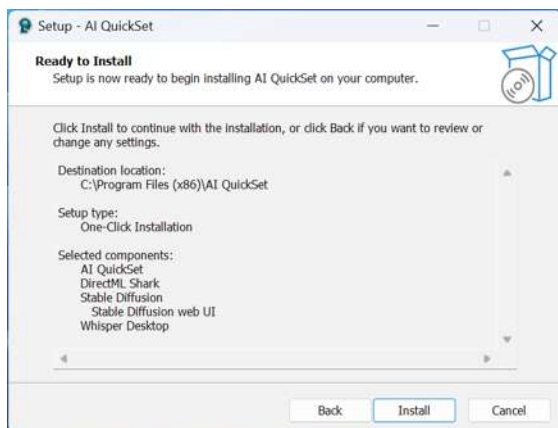 Setup - AI QuickSet
Ready to Install
Setup is now ready to begin installing AI QuickSet on your computer.
Click Install to continue with the installation, or click Back if you want to review or
change any settings.
Destination location:
C:\Program Files (x86)\AI QuickSet
Setup type:
One-Click Installation
Selected components:
AI QuickSet
DirectML Shark
Stable Diffusion
Stable Diffusion web UI
Whisper Desktop
Back Install Cancel